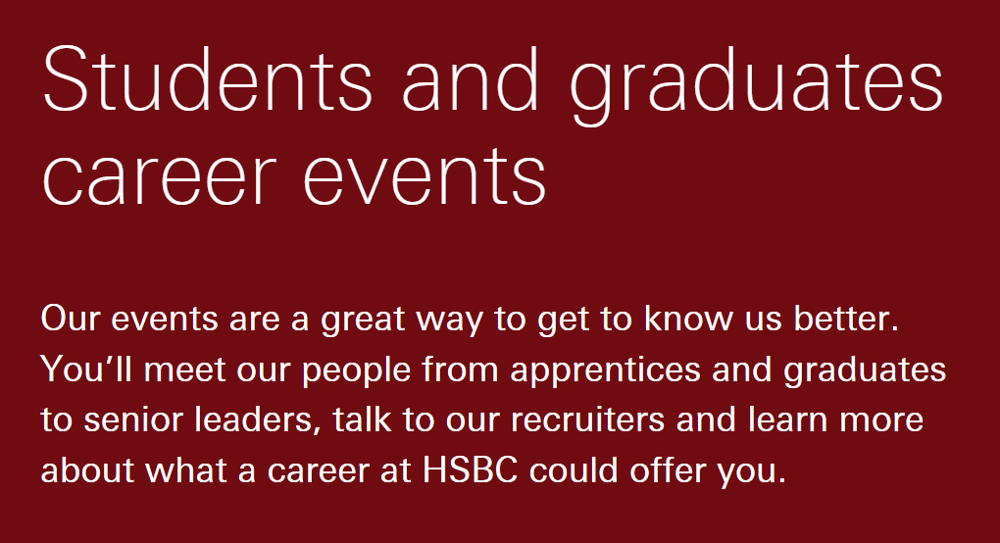 Students and graduates
career events
Our events are a great way to get to know us better.
You’ll meet our people from apprentices and graduates
to senior leaders, talk to our recruiters and learn more
about what a career at HSBC could offer you.